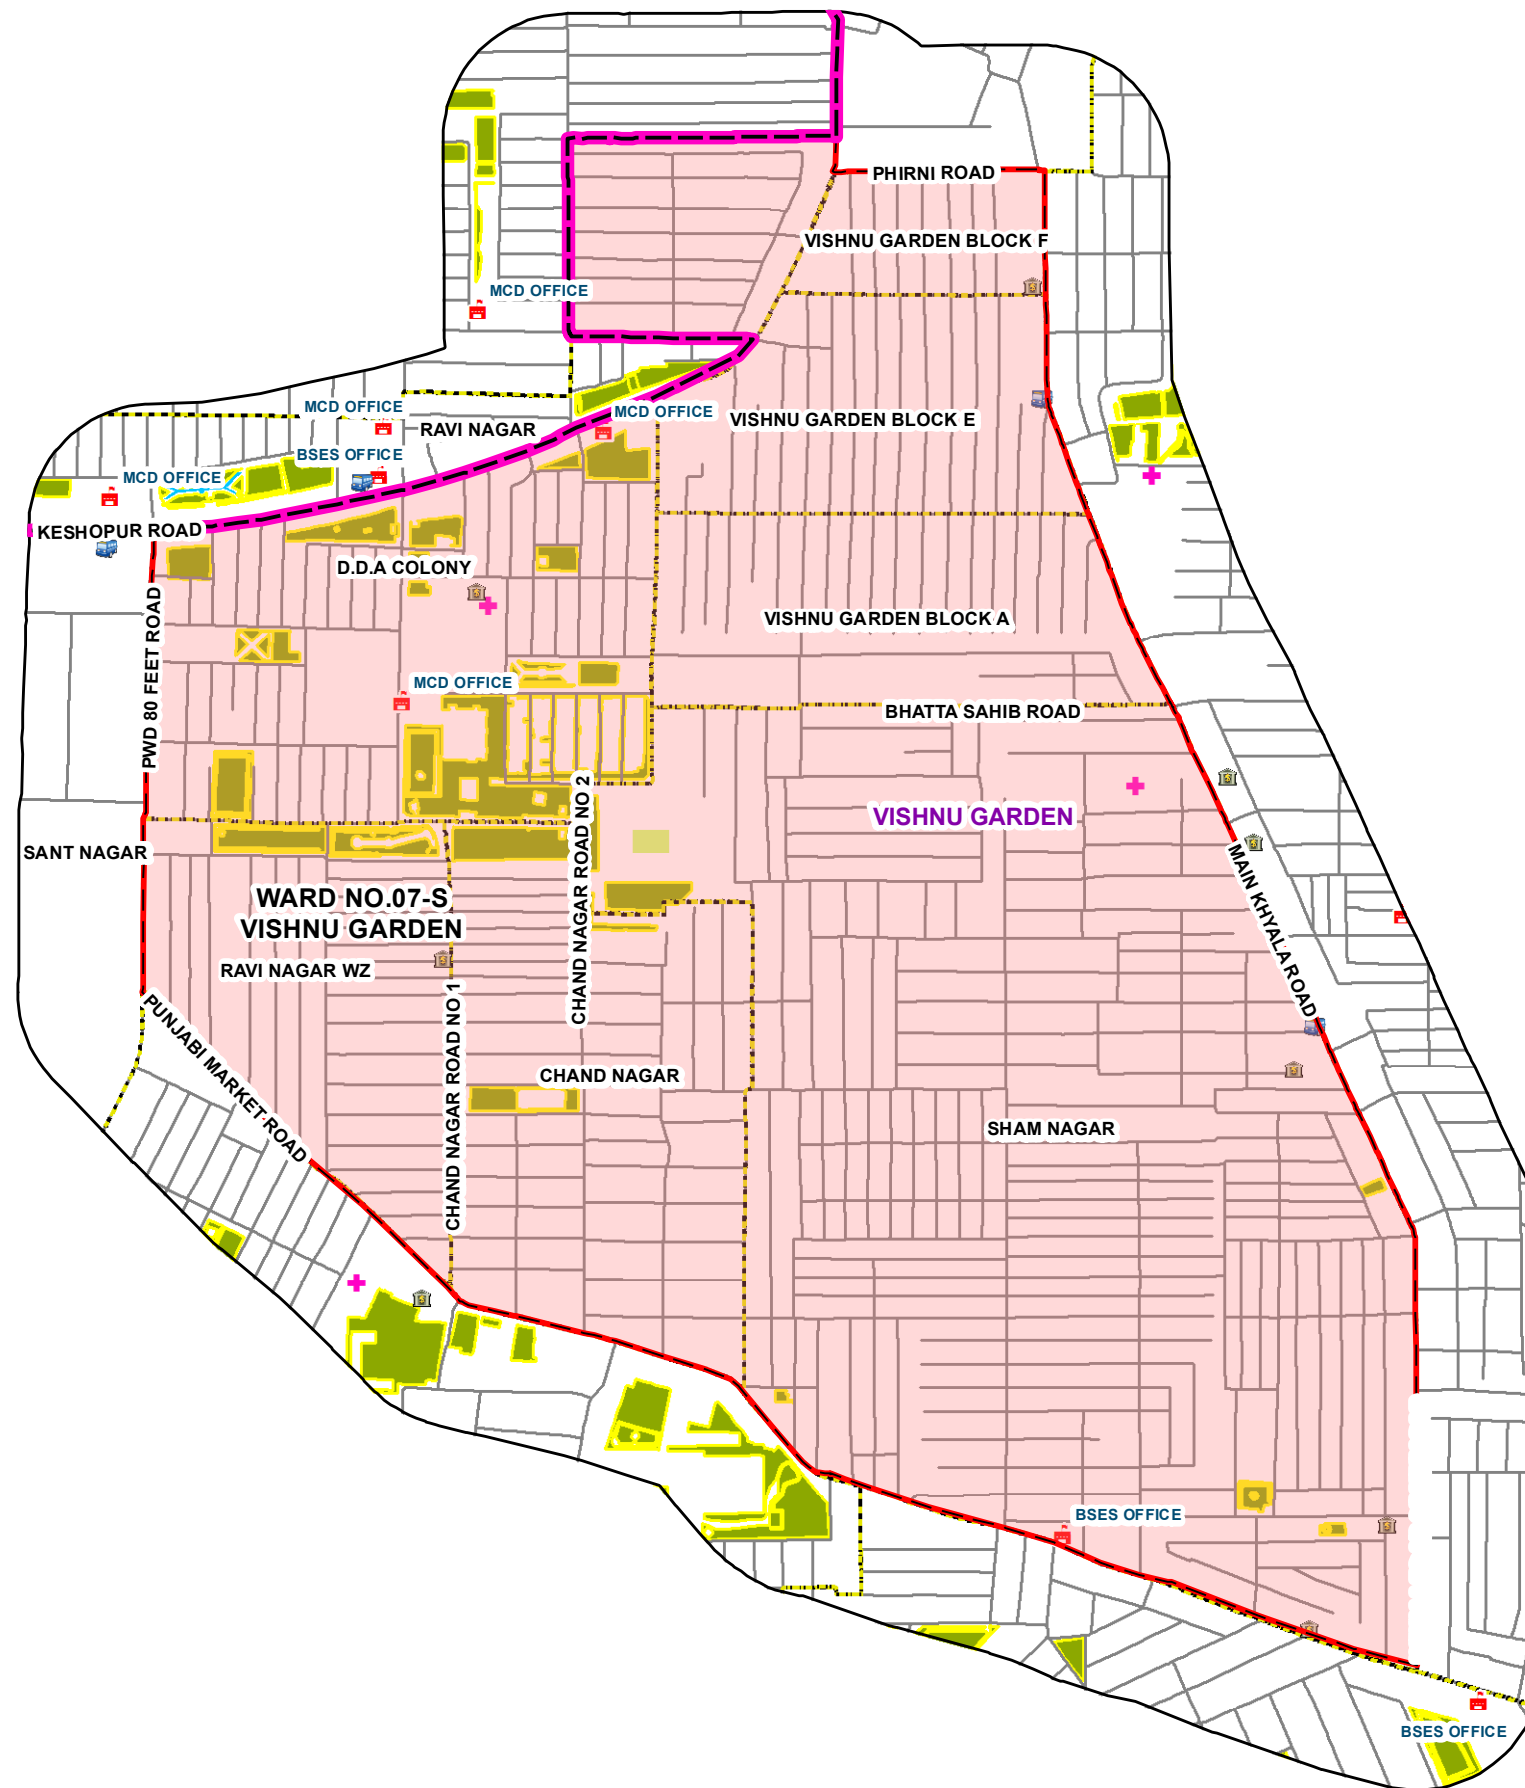 PHIRNI ROAD
VISHNU GARDEN BLOCK F
MCD OFFICE
MCD OFFICE
MCD OFFICE
RAVI NAGAR
VISHNU GARDEN BLOCK E
BSES OFFICE
MCD OFFICE
KESHOPUR ROAD
D.D.A COLONY
VISHNU GARDEN BLOCK A
PWD 80 FEET ROAD
MCD OFFICE
BHATTA SAHIB ROAD
VISHNU GARDEN
SANT NAGAR
CHAND NAGAR ROAD NO 2
WARD NO.07-S
VISHNU GARDEN
MAIN KHYALA ROAD
RAVI NAGAR WZ
PUNJABI MARKET ROAD
CHAND NAGAR ROAD NO 1
CHAND NAGAR
SHAM NAGAR
BSES OFFICE
BSES OFFICE